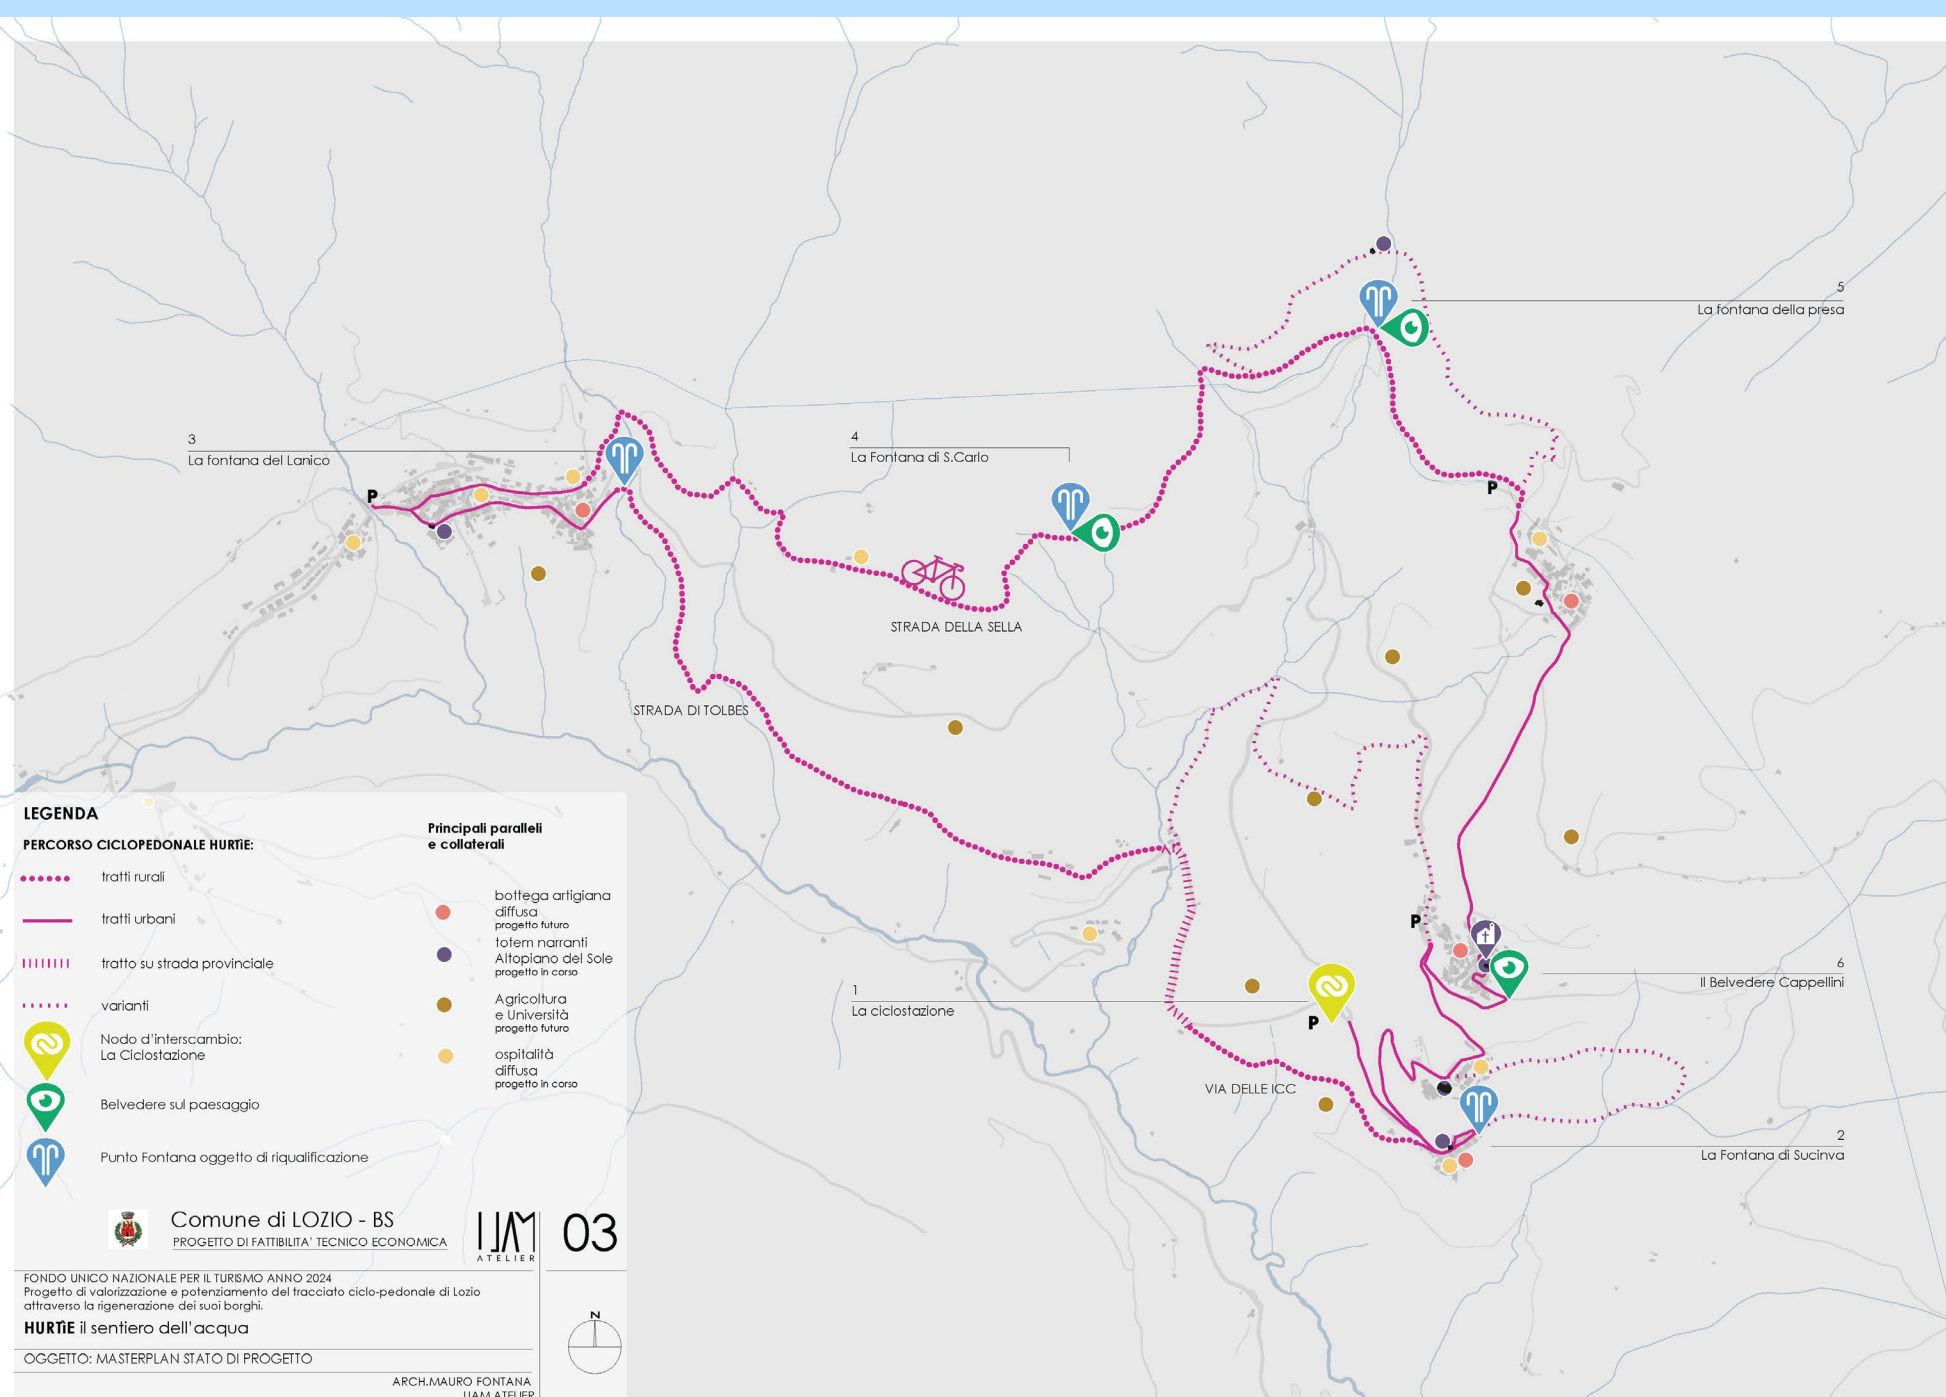 5
La fontana della presa
3
La fontana del Lanico
4
La Fontana di S.Carlo
P
P
STRADA DELLA SELLA
STRADA DI TOLBES
P
6
Il Belvedere Cappellini
1
La ciclostazione
P
VIA DELLE ICC
2
La Fontana di Sucinva
LEGENDA
PERCORSO CICLOPEDONALE HURTiE:
tratti rurali
tratti urbani
tratto su strada provinciale
varianti
Nodo d'interscambio:
La Ciclostazione
Belvedere sul paesaggio
Punto Fontana oggetto di riqualificazione
Principali paralleli
e collaterali
bottega artigiana
diffusa
progetto futuro
totem narranti
Altopiano del Sole
progetto in corso
Agricoltura
e Università
progetto futuro
ospitalità
diffusa
progetto in corso
Comune di LOZIO - BS
PROGETTO DI FATTIBILITA' TECNICO ECONOMICA
UAM
ATELIER
03
FONDO UNICO NAZIONALE PER IL TURISMO ANNO 2024
Progetto di valorizzazione e potenziamento del tracciato ciclo-pedonale di Lozio
attraverso la rigenerazione dei suoi borghi.
HURTiE il sentiero dell'acqua
N
OGGETTO: MASTERPLAN STATO DI PROGETTO
ARCH.MAURO FONTANA
UAM ATELIER